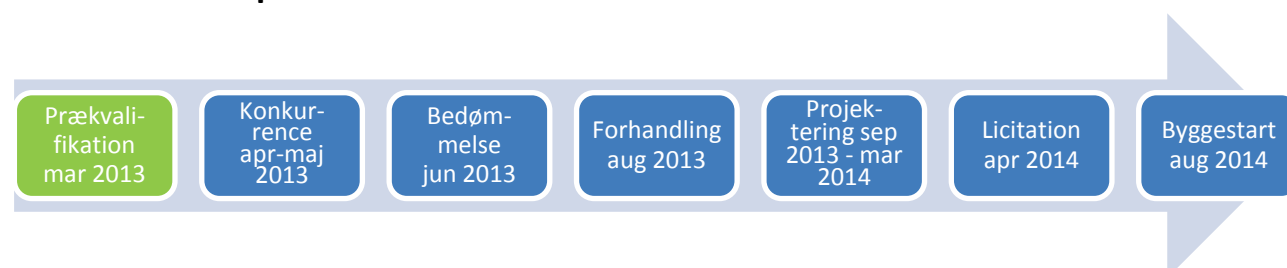 Prækvali-
fikation
mar 2013
Konkur-
rence
apr-maj
2013
Bedøm-
melse
jun 2013
Forhandling
aug 2013
Projek-
tering sep
2013 - mar
2014
Licitation
apr 2014
Byggestart
aug 2014